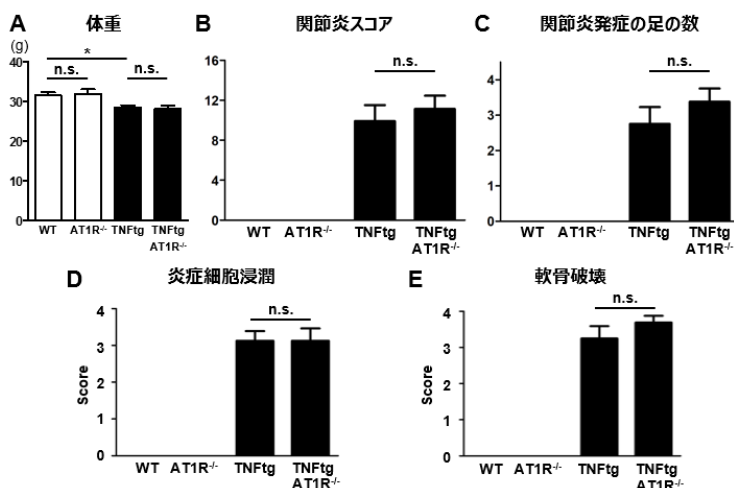 A 体重
(g)
*
n.s. n.s.
40
30
20
10
0
WT AT1R-/- TNFtg TNFtg
AT1R-/-
B 関節炎スコア
n.s.
16
12
8
4
0
WT AT1R-/- TNFtg TNFtg
AT1R-/-
C 関節炎発症の足の数
n.s.
4
3
2
1
0
WT AT1R-/- TNFtg TNFtg
AT1R-/-
D 炎症細胞浸潤
n.s.
Score
4
3
2
1
0
WT AT1R-/- TNFtg TNFtg
AT1R-/-
E 軟骨破壊
n.s.
Score
4
3
2
1
0
WT AT1R-/- TNFtg TNFtg
AT1R-/-